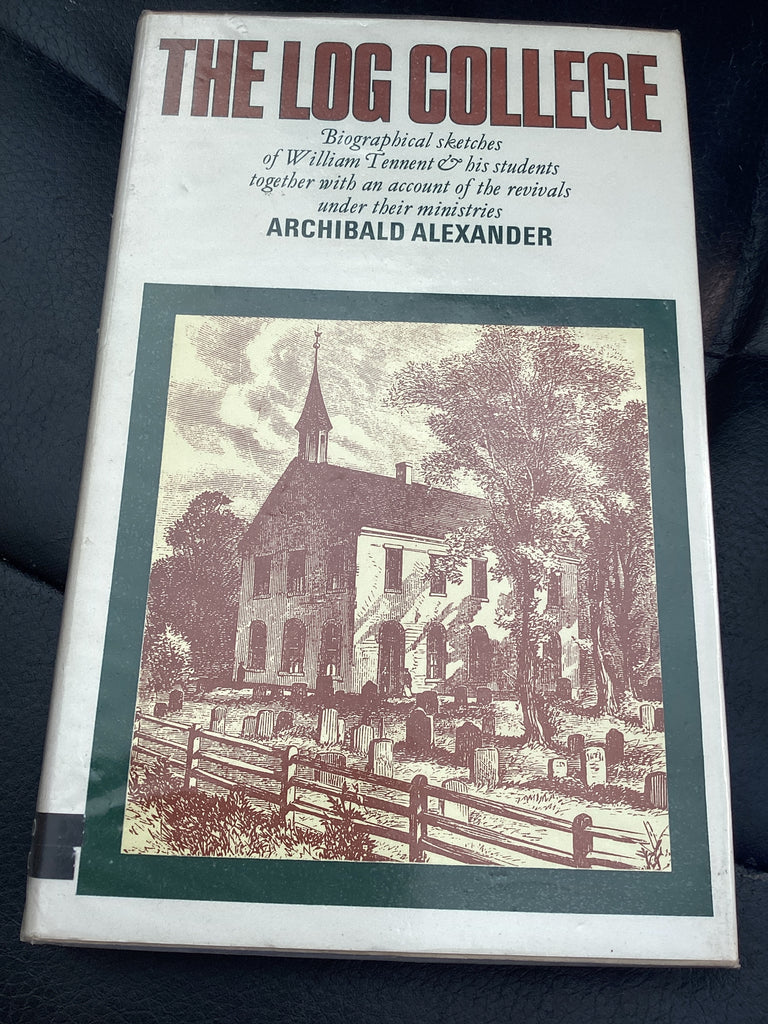 THE LOG COLLEGE
Biographical sketches
of William Tennent & his students
together with an account of the revivals
under their ministries
ARCHIBALD ALEXANDER